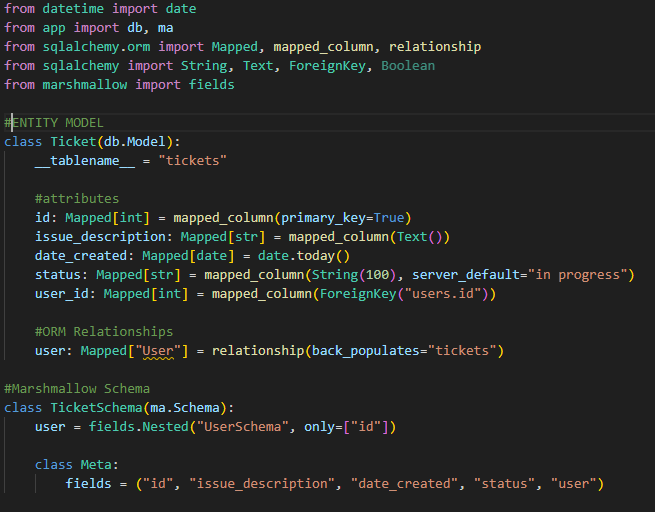 from datetime import date
from app import db, ma
from sqlalchemy.orm import Mapped, mapped_column, relationship
from sqlalchemy import String, Text, ForeignKey, Boolean
from marshmallow import fields

#ENTITY MODEL
class Ticket(db.Model):
    __tablename__ = "tickets"

    #attributes
    id: Mapped[int] = mapped_column(primary_key=True)
    issue_description: Mapped[str] = mapped_column(Text())
    date_created: Mapped[date] = date.today()
    status: Mapped[str] = mapped_column(String(100), server_default="in progress")
    user_id: Mapped[int] = mapped_column(ForeignKey("users.id"))

    #ORM Relationships
    user: Mapped["User"] = relationship(back_populates="tickets")

#Marshmallow Schema
class TicketSchema(ma.Schema):
    user = fields.Nested("UserSchema", only=["id"])

    class Meta:
        fields = ("id", "issue_description", "date_created", "status", "user")